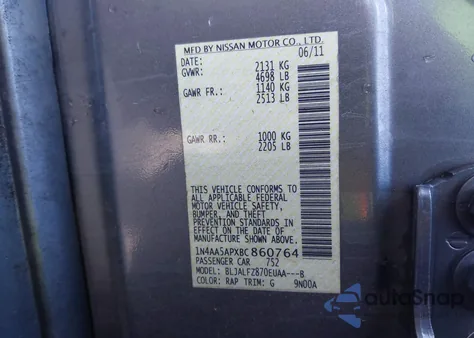 MFD BY NISSAN MOTOR CO., LTD.
DATE: 06/11
GVWR: 2131 KG
4698 LB
GAWR FR.: 1140 KG
2513 LB
GAWR RR.: 1000 KG
2205 LB
THIS VEHICLE CONFORMS TO
ALL APPLICABLE FEDERAL
MOTOR VEHICLE SAFETY,
BUMPER, AND THEFT
PREVENTION STANDARDS
IN EFFECT ON THE DATE OF
MANUFACTURE SHOWN ABOVE.
1N4AA5APXBC860764
PASSENGER CAR 752
MODEL: BLJALFZ870EUAA---B
COLOR: RAP TRIM: G 9N00A
AutoSnap